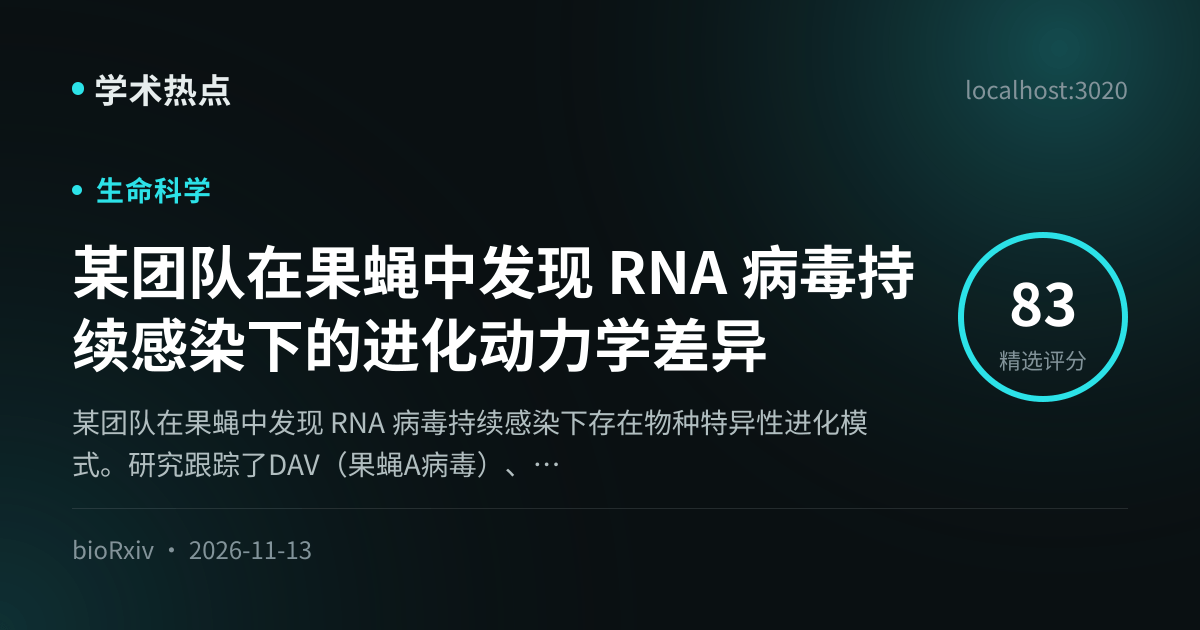 学术热点
localhost:3020
生命科学
某团队在果蝇中发现 RNA 病毒持
续感染下的进化动力学差异
83
精选评分
某团队在果蝇中发现 RNA 病毒持续感染下存在物种特异性进化模
式。研究跟踪了DAV（果蝇A病毒）、…
bioRxiv · 2026-11-13